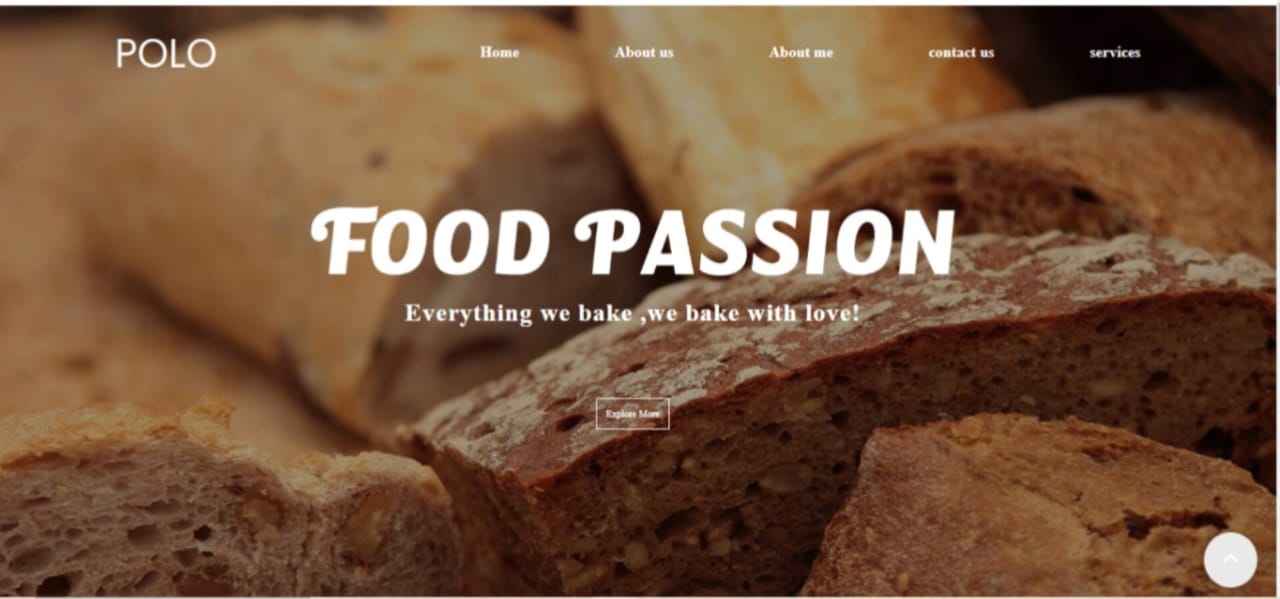 POLO
Home About us About me contact us services
FOOD PASSION
Everything we bake ,we bake with love!
Explore More